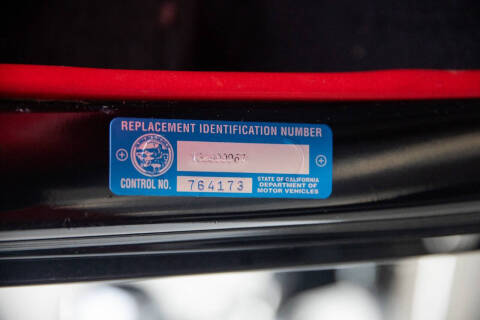 REPLACEMENT IDENTIFICATION NUMBER
CONTROL NO.
764173
STATE OF CALIFORNIA
DEPARTMENT OF
MOTOR VEHICLES